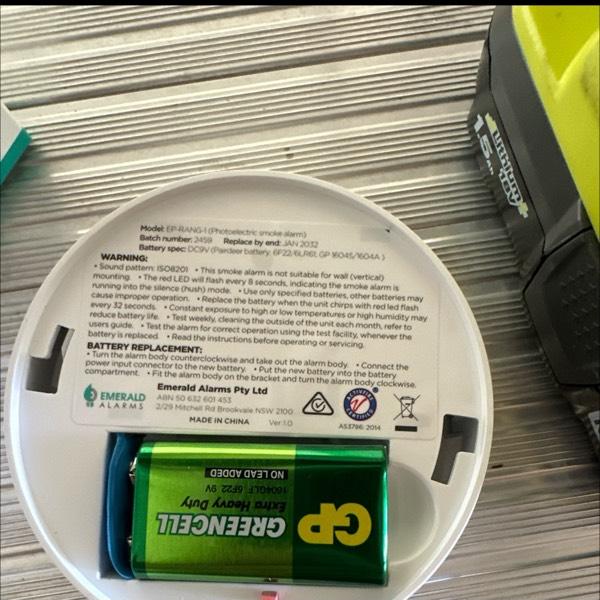 Model: EP-RANG-1 (Photoelectric smoke alarm)
Batch number: 2459 Replace by end: JAN 2032
Battery spec: DC9V (Pairdeer battery: 6F22/6LR61; GP 1604S/1604A )
WARNING:
• Sound pattern: ISO8201 • This smoke alarm is not suitable for wall (vertical)
mounting. • The red LED will flash every 8 seconds, indicating the smoke alarm is
running into the silence (hush) mode. • Use only specified batteries, other batteries may
cause improper operation. • Replace the battery when the unit chirps with red led flash
every 32 seconds. • Constant exposure to high or low temperatures or high humidity may
reduce battery life. • Test weekly, cleaning the outside of the unit each month, refer to
users guide. • Test the alarm for correct operation using the test facility, whenever the
battery is replaced. • Read the instructions before operating or servicing.
BATTERY REPLACEMENT:
• Turn the alarm body counterclockwise and take out the alarm body. • Connect the
power input connector to the new battery. • Put the new battery into the battery
compartment. • Fit the alarm body on the bracket and turn the alarm body clockwise.
EMERALD
ALARMS
Emerald Alarms Pty Ltd
ABN 50 632 601 453
2/29 Mitchell Rd Brookvale NSW 2100
MADE IN CHINA Ver:1.0
ACTIVFIRE
CERTIFIED
AS3786: 2014
GP
GREENCELL
Extra Heavy Duty
1604GLF 6F22 9V
NO LEAD ADDED
1.5Ah
LITHIUM
18V